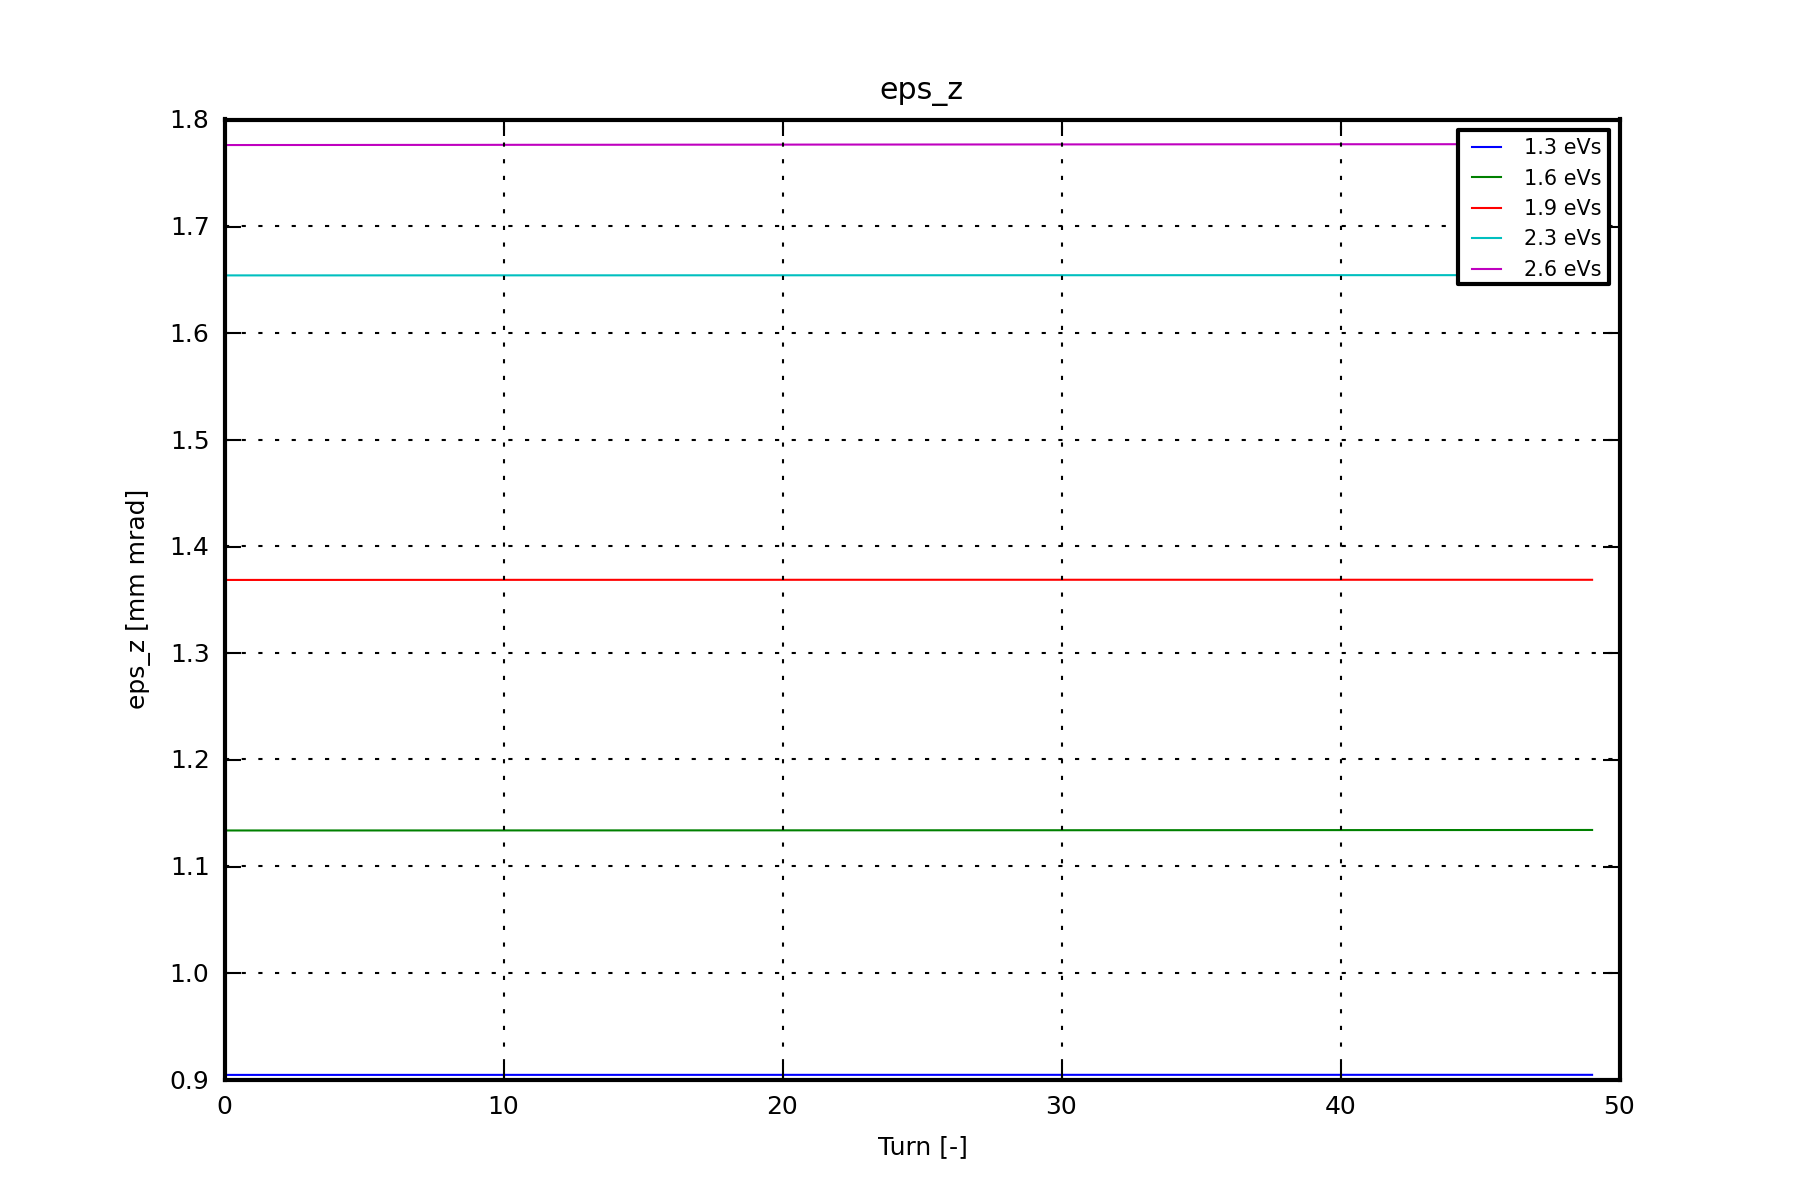 eps_z
1.8
1.7
1.6
1.5
1.4
1.3
1.2
1.1
1.0
0.9
eps_z [mm mrad]
1.3 eVs
1.6 eVs
1.9 eVs
2.3 eVs
2.6 eVs
0 10 20 30 40 50
Turn [-]